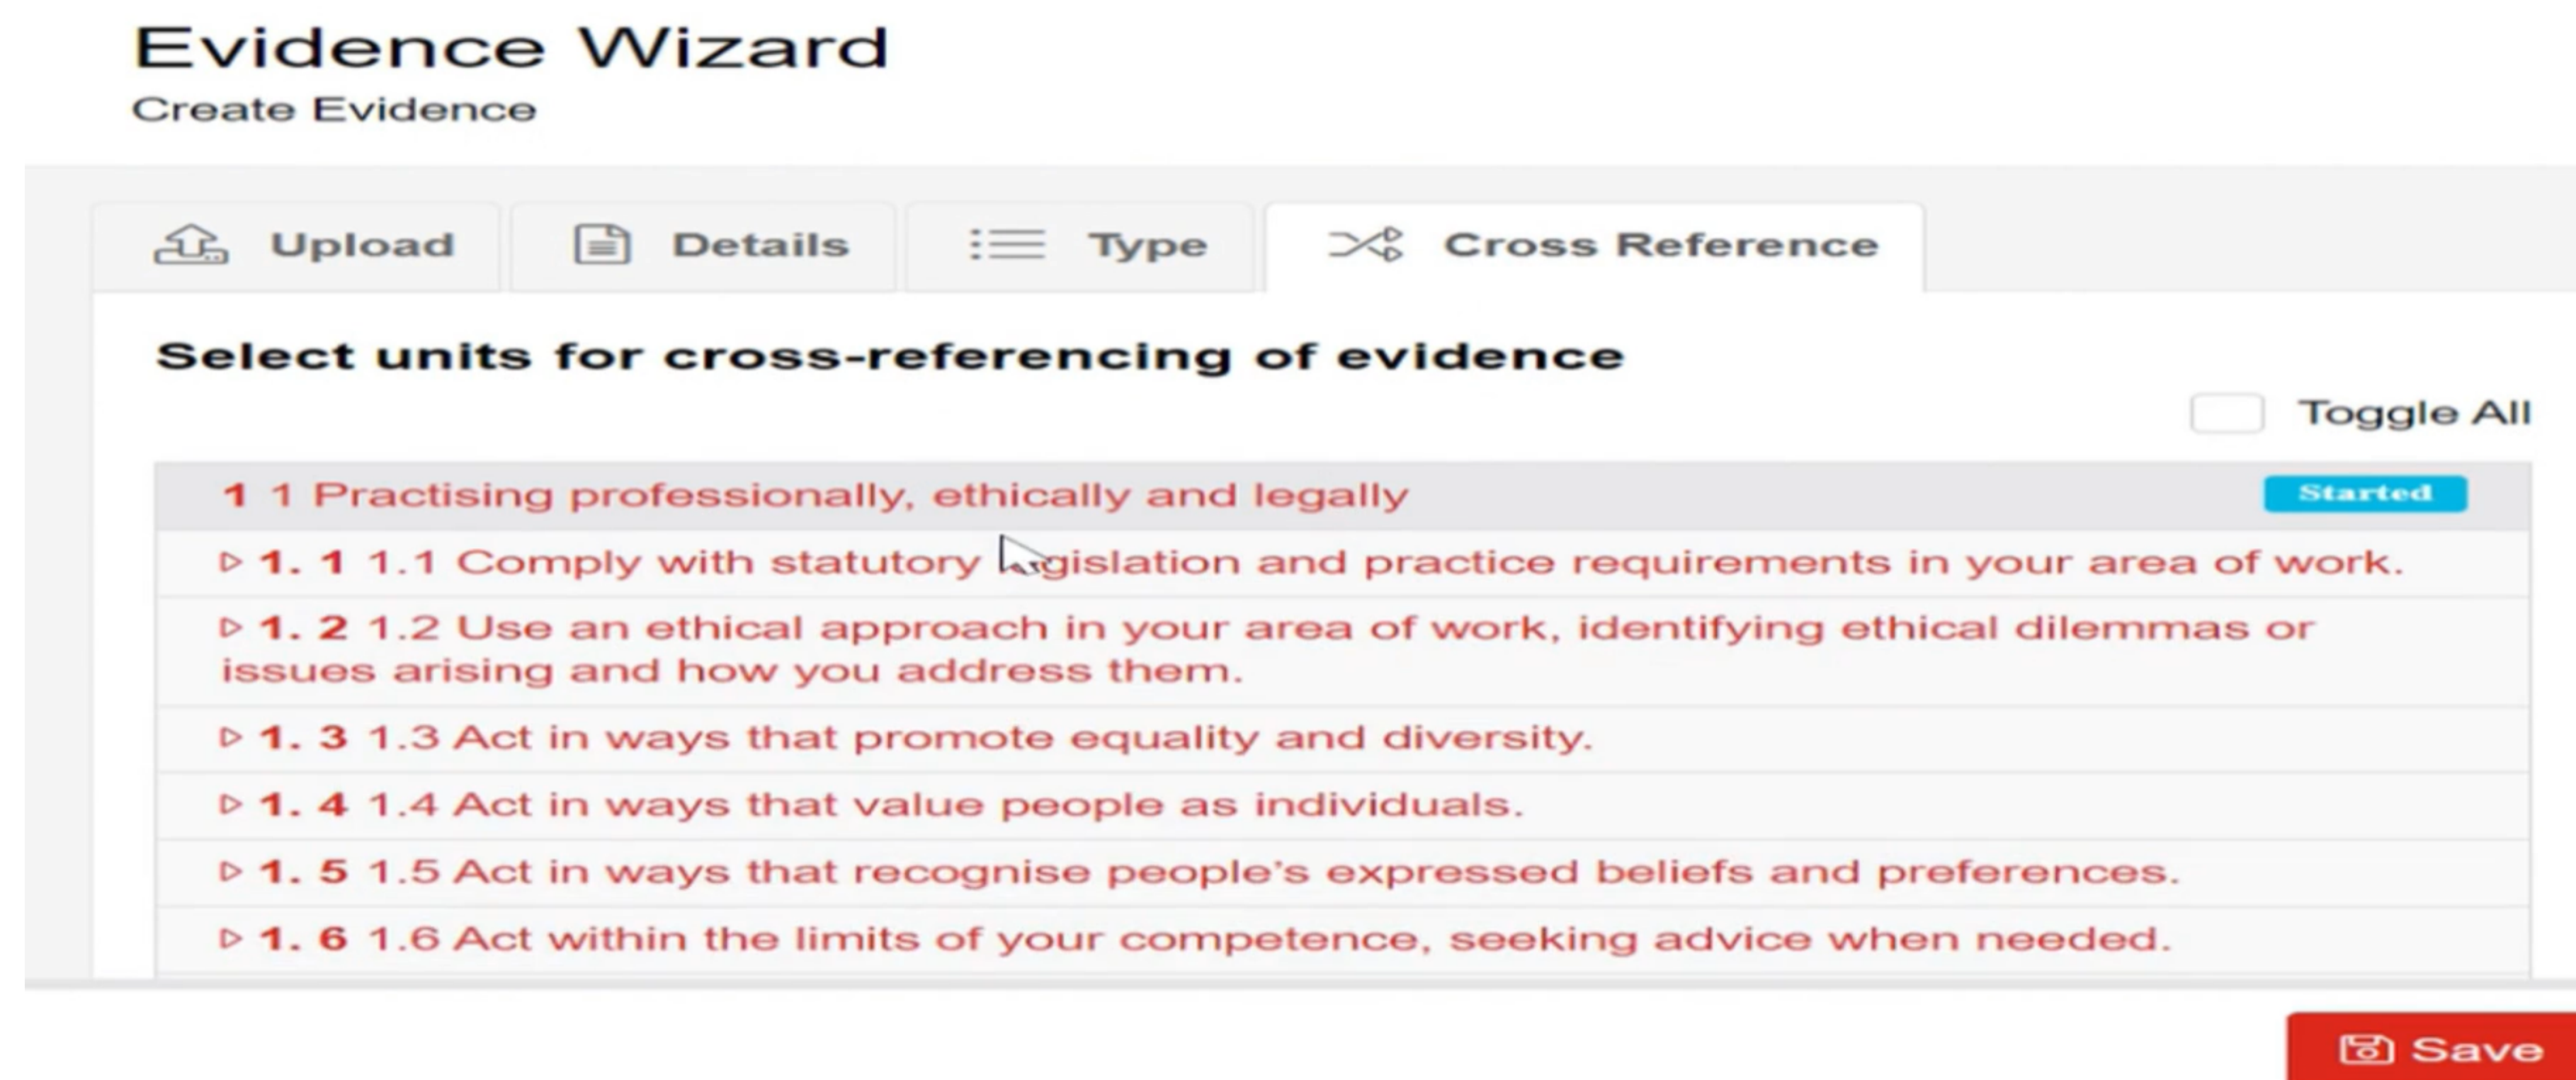 Evidence Wizard
Create Evidence
Upload Details Type Cross Reference
Select units for cross-referencing of evidence
Toggle All
1 1 Practising professionally, ethically and legally Started
1. 1 1.1 Comply with statutory and practice requirements in your area of work.
1. 2 1.2 Use an ethical approach in your area of work, identifying ethical dilemmas or
issues arising and how you address them.
1. 3 1.3 Act in ways that promote equality and diversity.
1. 4 1.4 Act in ways that value people as individuals.
1. 5 1.5 Act in ways that recognise people's expressed beliefs and preferences.
1. 6 1.6 Act within the limits of your competence, seeking advice when needed.
Save